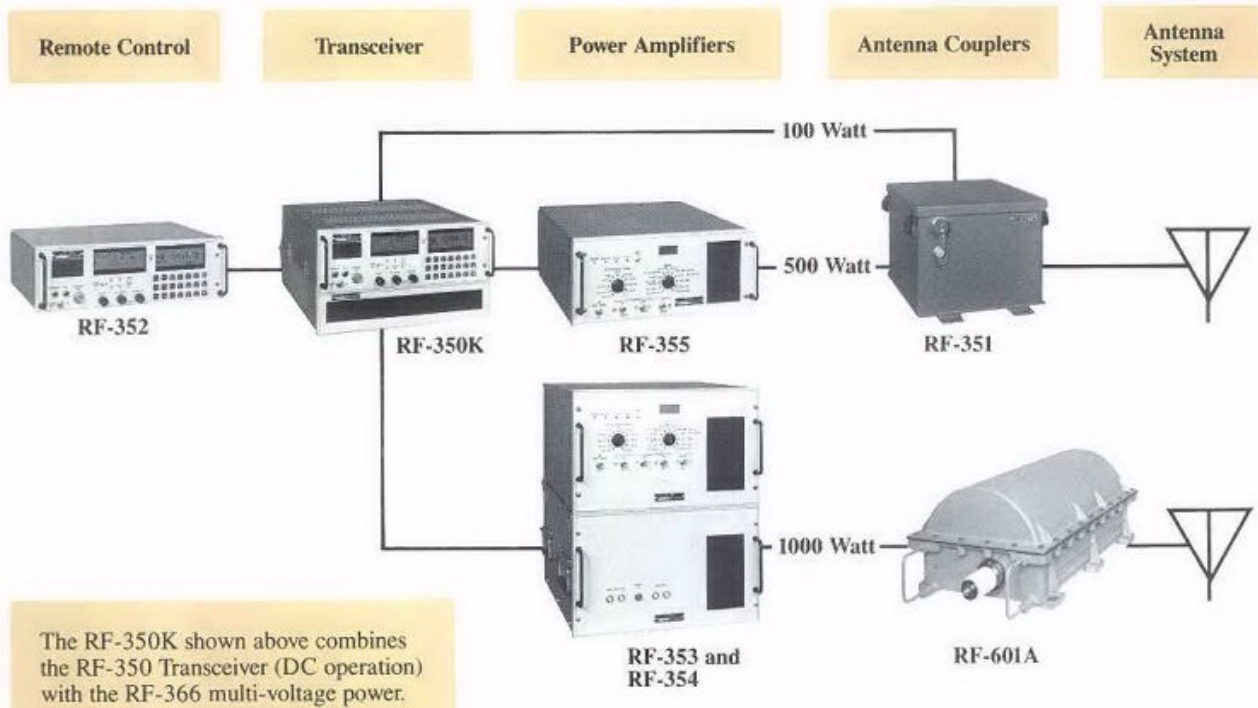 Remote Control
Transceiver
Power Amplifiers
Antenna Couplers
Antenna
System
100 Watt
500 Watt
RF-352
RF-350K
RF-355
RF-351
1000 Watt
The RF-350K shown above combines
the RF-350 Transceiver (DC operation)
with the RF-366 multi-voltage power.
RF-353 and
RF-354
RF-601A